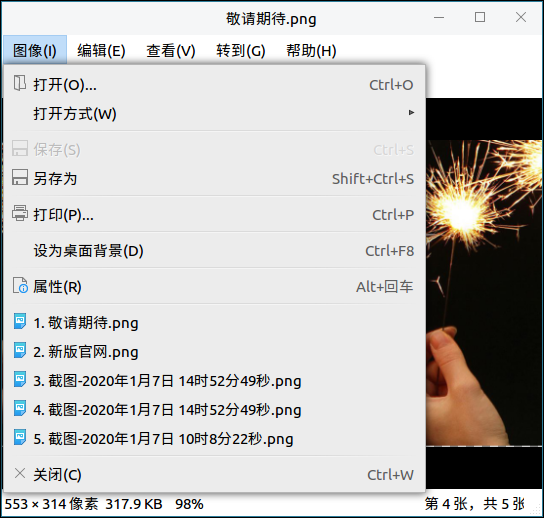 敬请期待.png
图像(I) 编辑(E) 查看(V) 转到(G) 帮助(H)
打开(O)... Ctrl+O
打开方式(W)
保存(S) Ctrl+S
另存为 Shift+Ctrl+S
打印(P)... Ctrl+P
设为桌面背景(D) Ctrl+F8
属性(R) Alt+回车
1. 敬请期待.png
2. 新版官网.png
3. 截图-2020年1月7日 14时52分49秒.png
4. 截图-2020年1月7日 14时52分49秒.png
5. 截图-2020年1月7日 10时8分22秒.png
关闭(C) Ctrl+W
553 × 314 像素 317.9 KB 98% 第 4 张，共 5 张